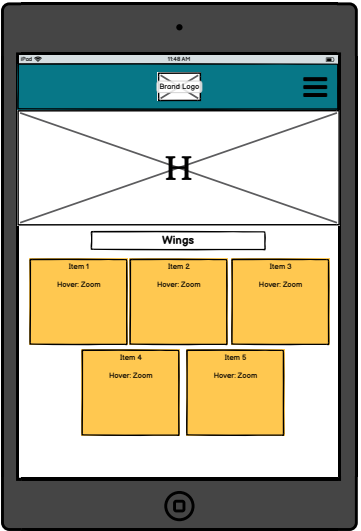 iPad
11:48 AM
Brand Logo
H
Wings
Item 1
Hover: Zoom
Item 2
Hover: Zoom
Item 3
Hover: Zoom
Item 4
Hover: Zoom
Item 5
Hover: Zoom